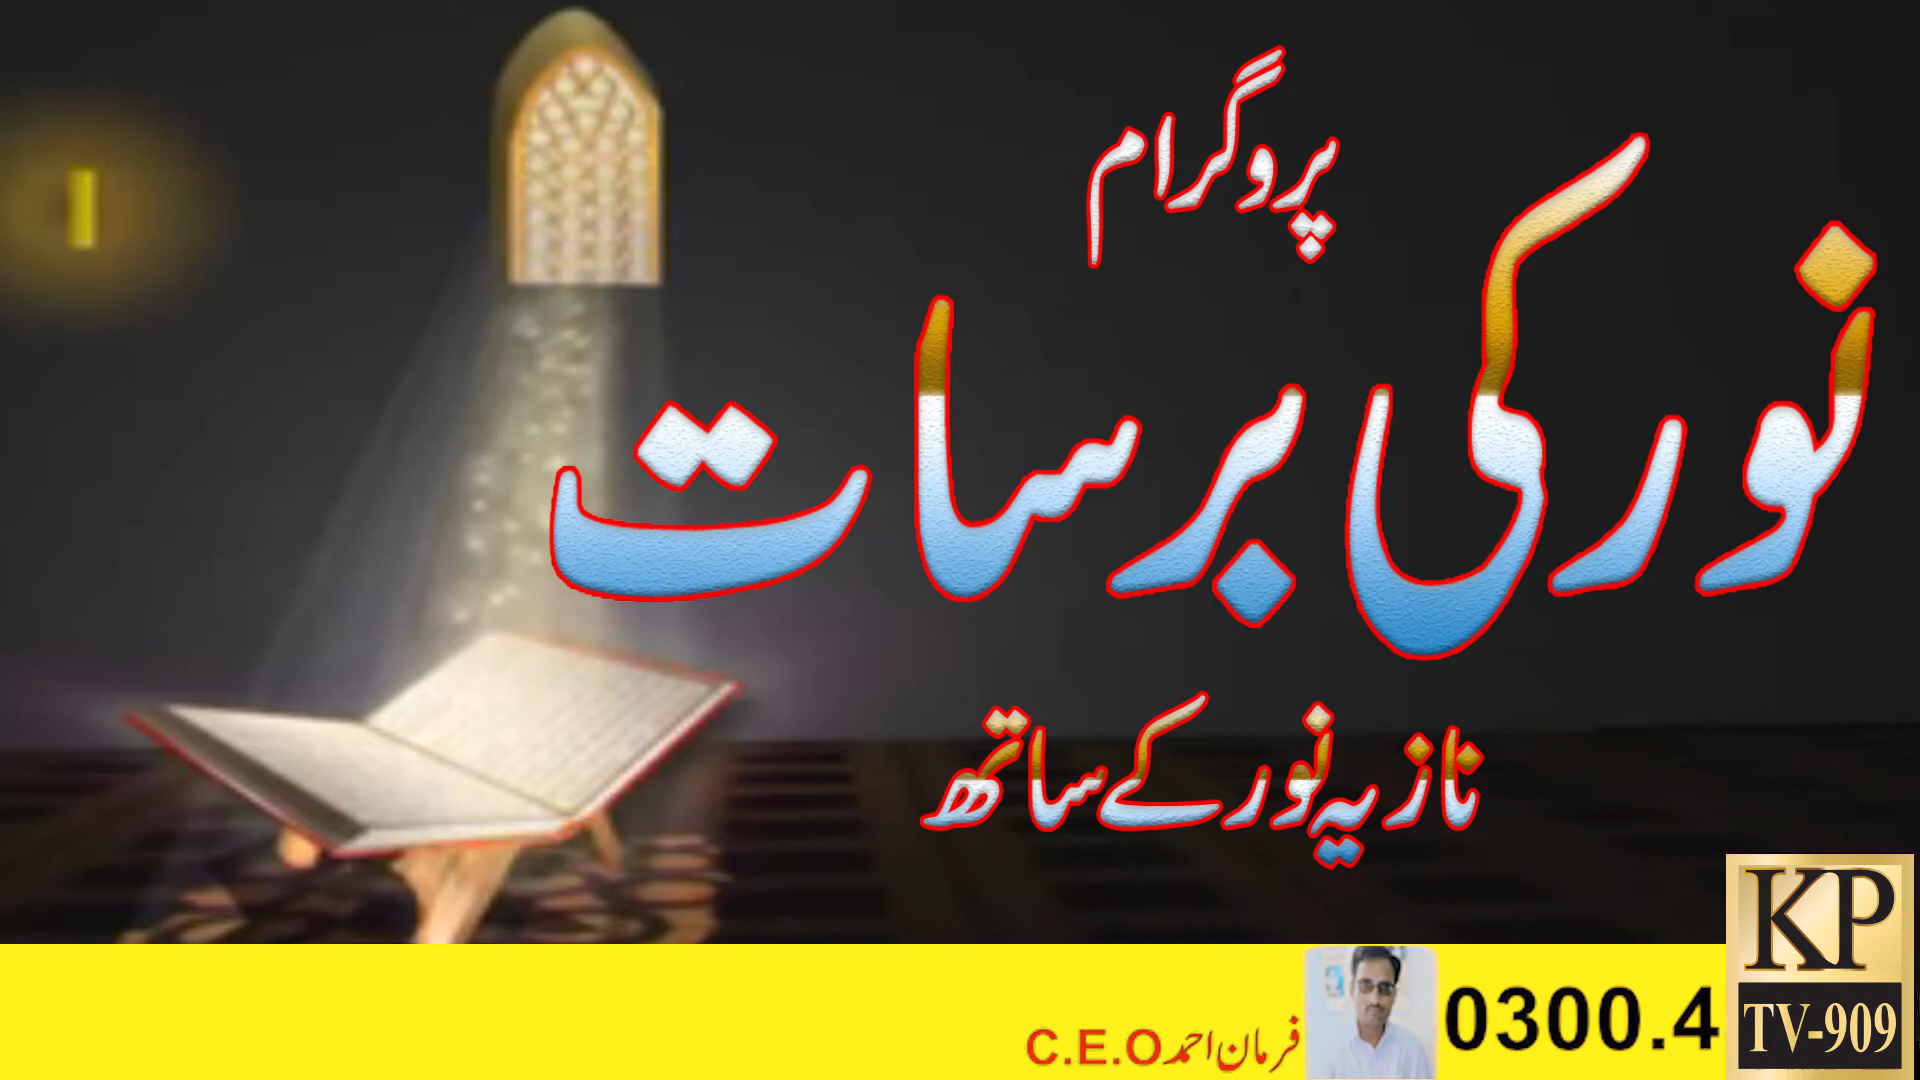 پروگرام
نور کی برسات
نازیہ نور کے ساتھ
فرمان احمد C.E.O
0300.4
KP
TV-909